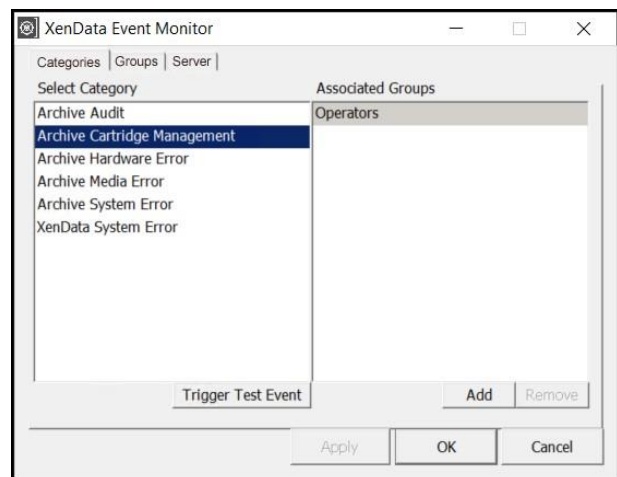 XenData Event Monitor
Categories Groups Server
Select Category
Associated Groups
Archive Audit
Operators
Archive Cartridge Management
Archive Hardware Error
Archive Media Error
Archive System Error
XenData System Error
Trigger Test Event
Add
Remove
Apply
OK
Cancel